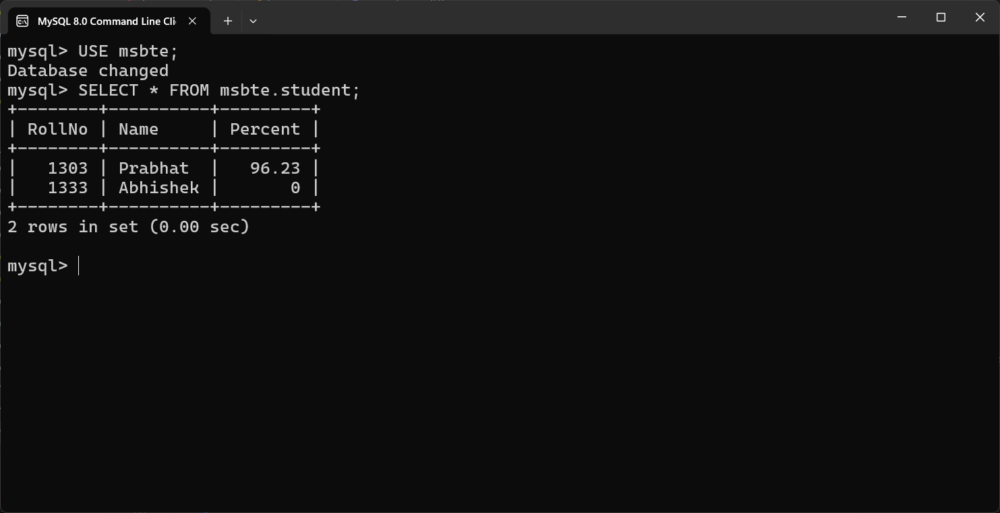 MySQL 8.0 Command Line Cli
mysql> USE msbte;
Database changed
mysql> SELECT * FROM msbte.student;
+--------+----------+---------+
| RollNo | Name     | Percent |
+--------+----------+---------+
|   1303 | Prabhat  |   96.23 |
|   1333 | Abhishek |       0 |
+--------+----------+---------+
2 rows in set (0.00 sec)
mysql>